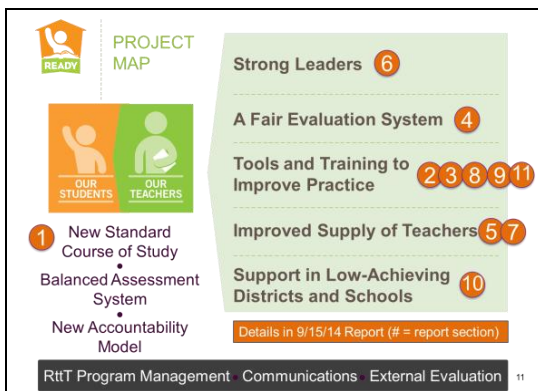 READY
PROJECT
MAP
OUR
STUDENTS
OUR
TEACHERS
1 New Standard
Course of Study
•
Balanced Assessment
System
•
New Accountability
Model
Strong Leaders 6
A Fair Evaluation System 4
Tools and Training to
Improve Practice 2 3 8 9 11
Improved Supply of Teachers 5 7
Support in Low-Achieving
Districts and Schools 10
Details in 9/15/14 Report (# = report section)
RttT Program Management • Communications • External Evaluation
11